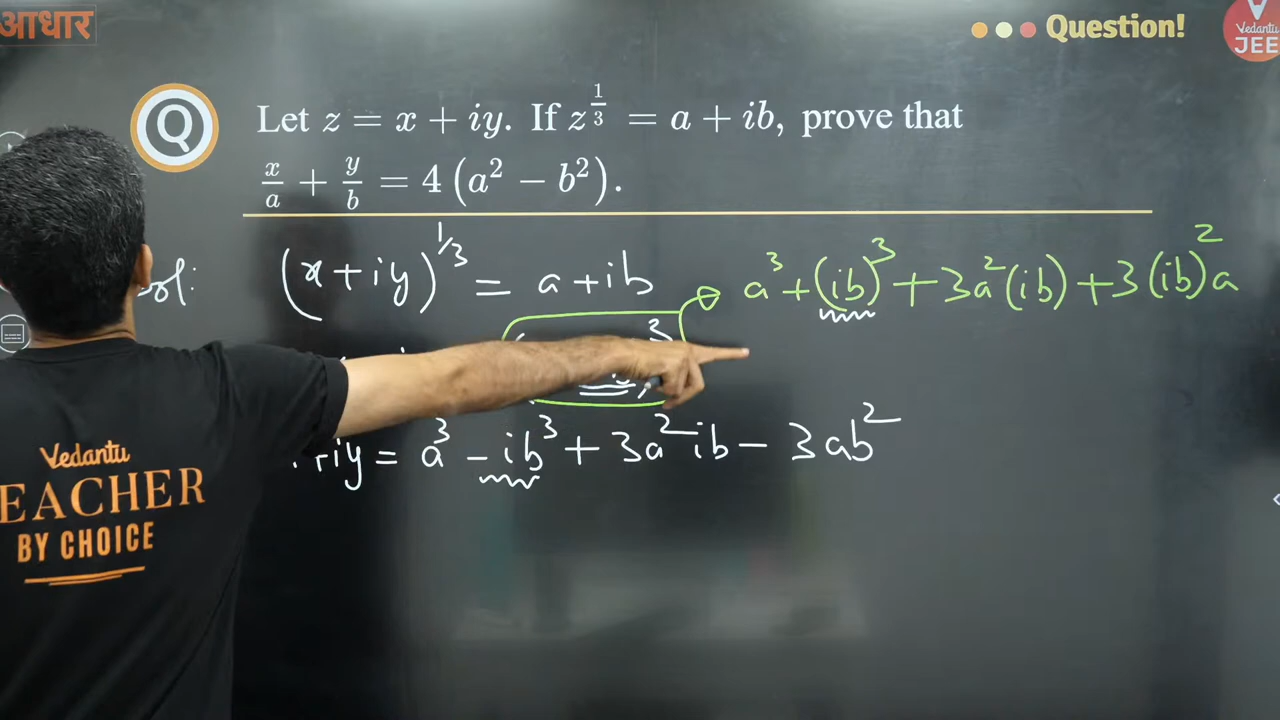 आधार
Question!
Vedantu
JEE
Q
Let z = x + iy. If z^{1/3} = a + ib, prove that
x/a + y/b = 4 (a² − b²).
sol:
(x + iy)^{1/3} = a + ib
a³ + (ib)³ + 3a²(ib) + 3(ib)²a
+iy = a³ − ib³ + 3a²ib − 3ab²
Vedantu
EACHER
BY CHOICE